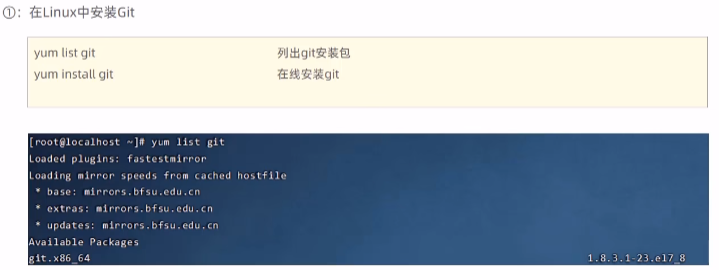 ①：在Linux中安装Git
yum list git 列出git安装包
yum install git 在线安装git
[root@localhost ~]# yum list git
Loaded plugins: fastestmirror
Loading mirror speeds from cached hostfile
 * base: mirrors.bfsu.edu.cn
 * extras: mirrors.bfsu.edu.cn
 * updates: mirrors.bfsu.edu.cn
Available Packages
git.x86_64 1.8.3.1-23.el7_8